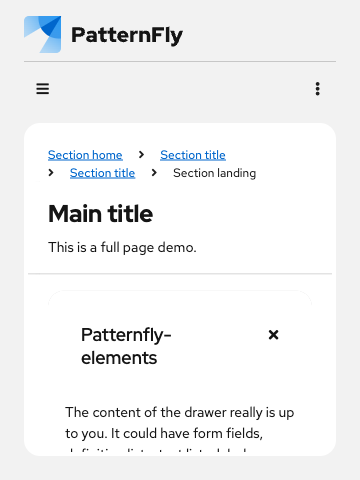 PatternFly
Section home
Section title
Section title
Section landing
Main title
This is a full page demo.
Patternfly-
elements
The content of the drawer really is up
to you. It could have form fields,